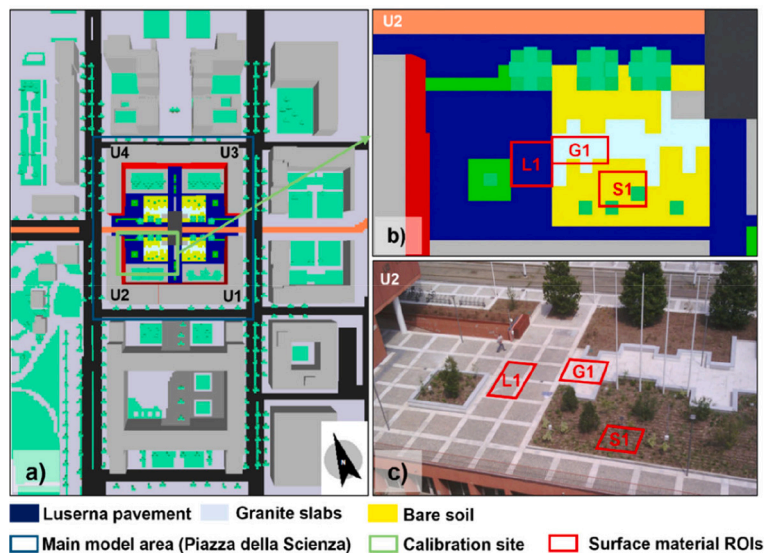 U4 U3
U2 U1
a)
N
U2
L1 G1
S1
b)
U2
L1 G1
S1
c)
Luserna pavement Granite slabs Bare soil
Main model area (Piazza della Scienza) Calibration site Surface material ROIs